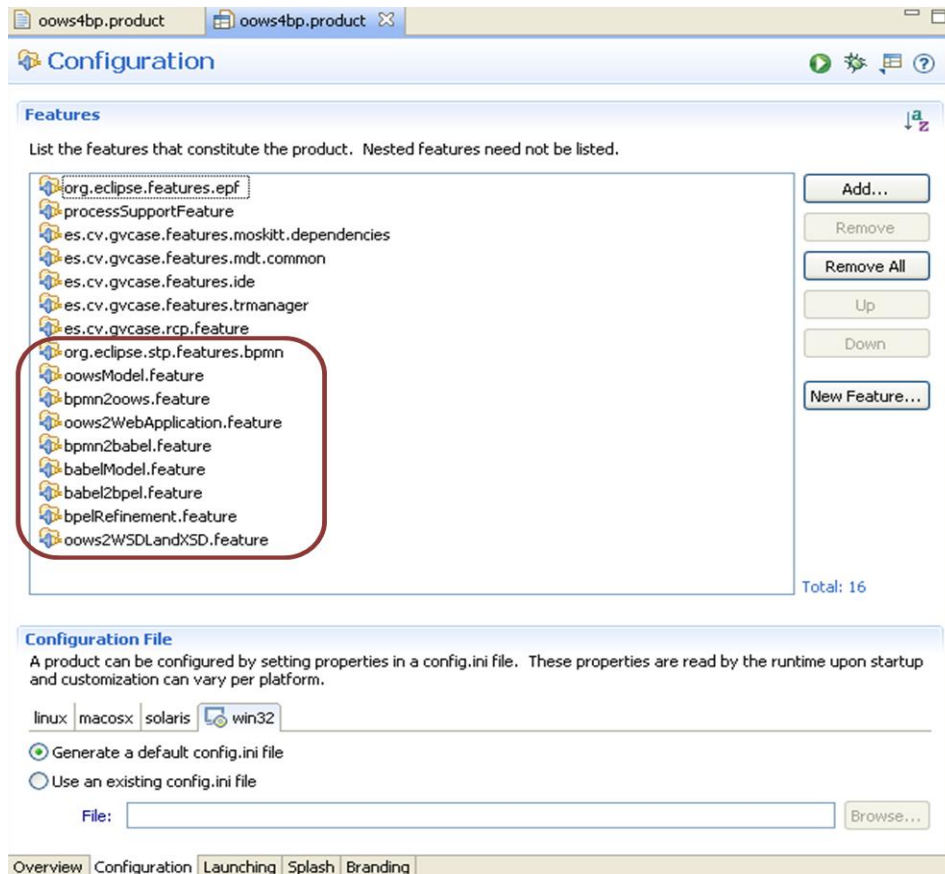 oows4bp.product oows4bp.product
Configuration
Features
List the features that constitute the product. Nested features need not be listed.
org.eclipse.features.epf
processSupportFeature
es.cv.gvcase.features.moskitt.dependencies
es.cv.gvcase.features.mdt.common
es.cv.gvcase.features.ide
es.cv.gvcase.features.trmanager
es.cv.gvcase.rcp.feature
org.eclipse.stp.features.bpmn
oowsModel.feature
bpmn2oows.feature
oows2WebApplication.feature
bpmn2babel.feature
babelModel.feature
babel2bpel.feature
bpelRefinement.feature
oows2WSDLandXSD.feature
Add...
Remove
Remove All
Up
Down
New Feature...
Total: 16
Configuration File
A product can be configured by setting properties in a config.ini file. These properties are read by the runtime upon startup
and customization can vary per platform.
linux macosx solaris win32
Generate a default config.ini file
Use an existing config.ini file
File: Browse...
Overview Configuration Launching Splash Branding